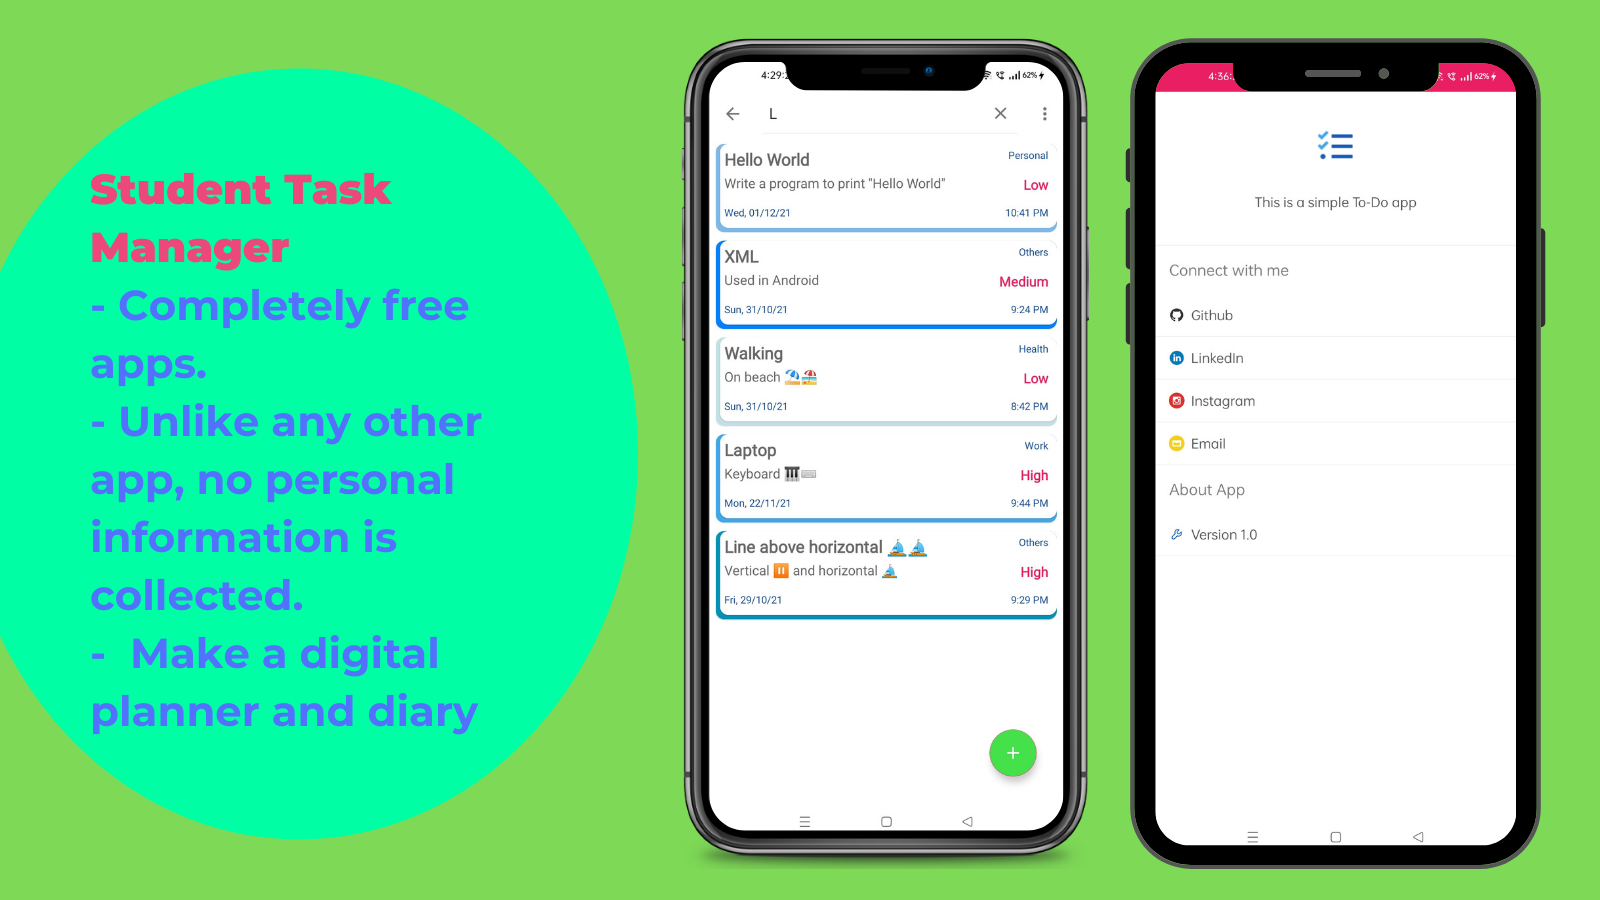 Student Task
Manager
- Completely free
apps.
- Unlike any other
app, no personal
information is
collected.
- Make a digital
planner and diary
4:29:
62%
L
Hello World
Personal
Write a program to print "Hello World"
Low
Wed, 01/12/21
10:41 PM
XML
Others
Used in Android
Medium
Sun, 31/10/21
9:24 PM
Walking
Health
On beach 🏖️🏖️
Low
Sun, 31/10/21
8:42 PM
Laptop
Work
Keyboard 🎹⌨️
High
Mon, 22/11/21
9:44 PM
Line above horizontal ⛵⛵
Others
Vertical ⏸️ and horizontal ⛵
High
Fri, 29/10/21
9:29 PM
4:36:
62%
This is a simple To-Do app
Connect with me
Github
LinkedIn
Instagram
Email
About App
Version 1.0